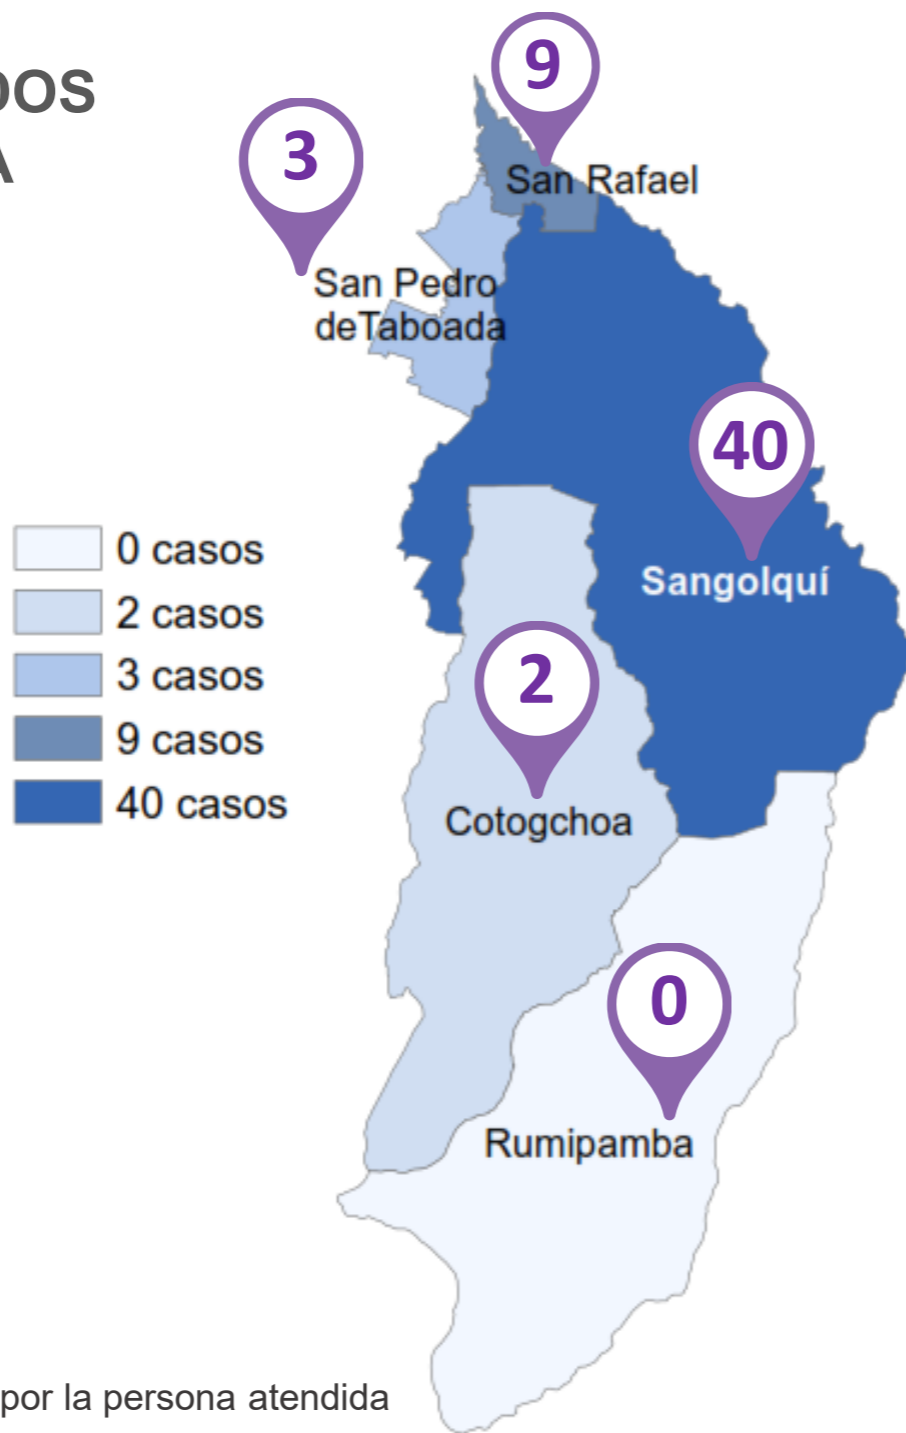 DOS
A
9
San Rafael
3
San Pedro
deTaboada
40
Sangolquí
0 casos
2 casos
3 casos
9 casos
40 casos
2
Cotogchoa
0
Rumipamba
por la persona atendida